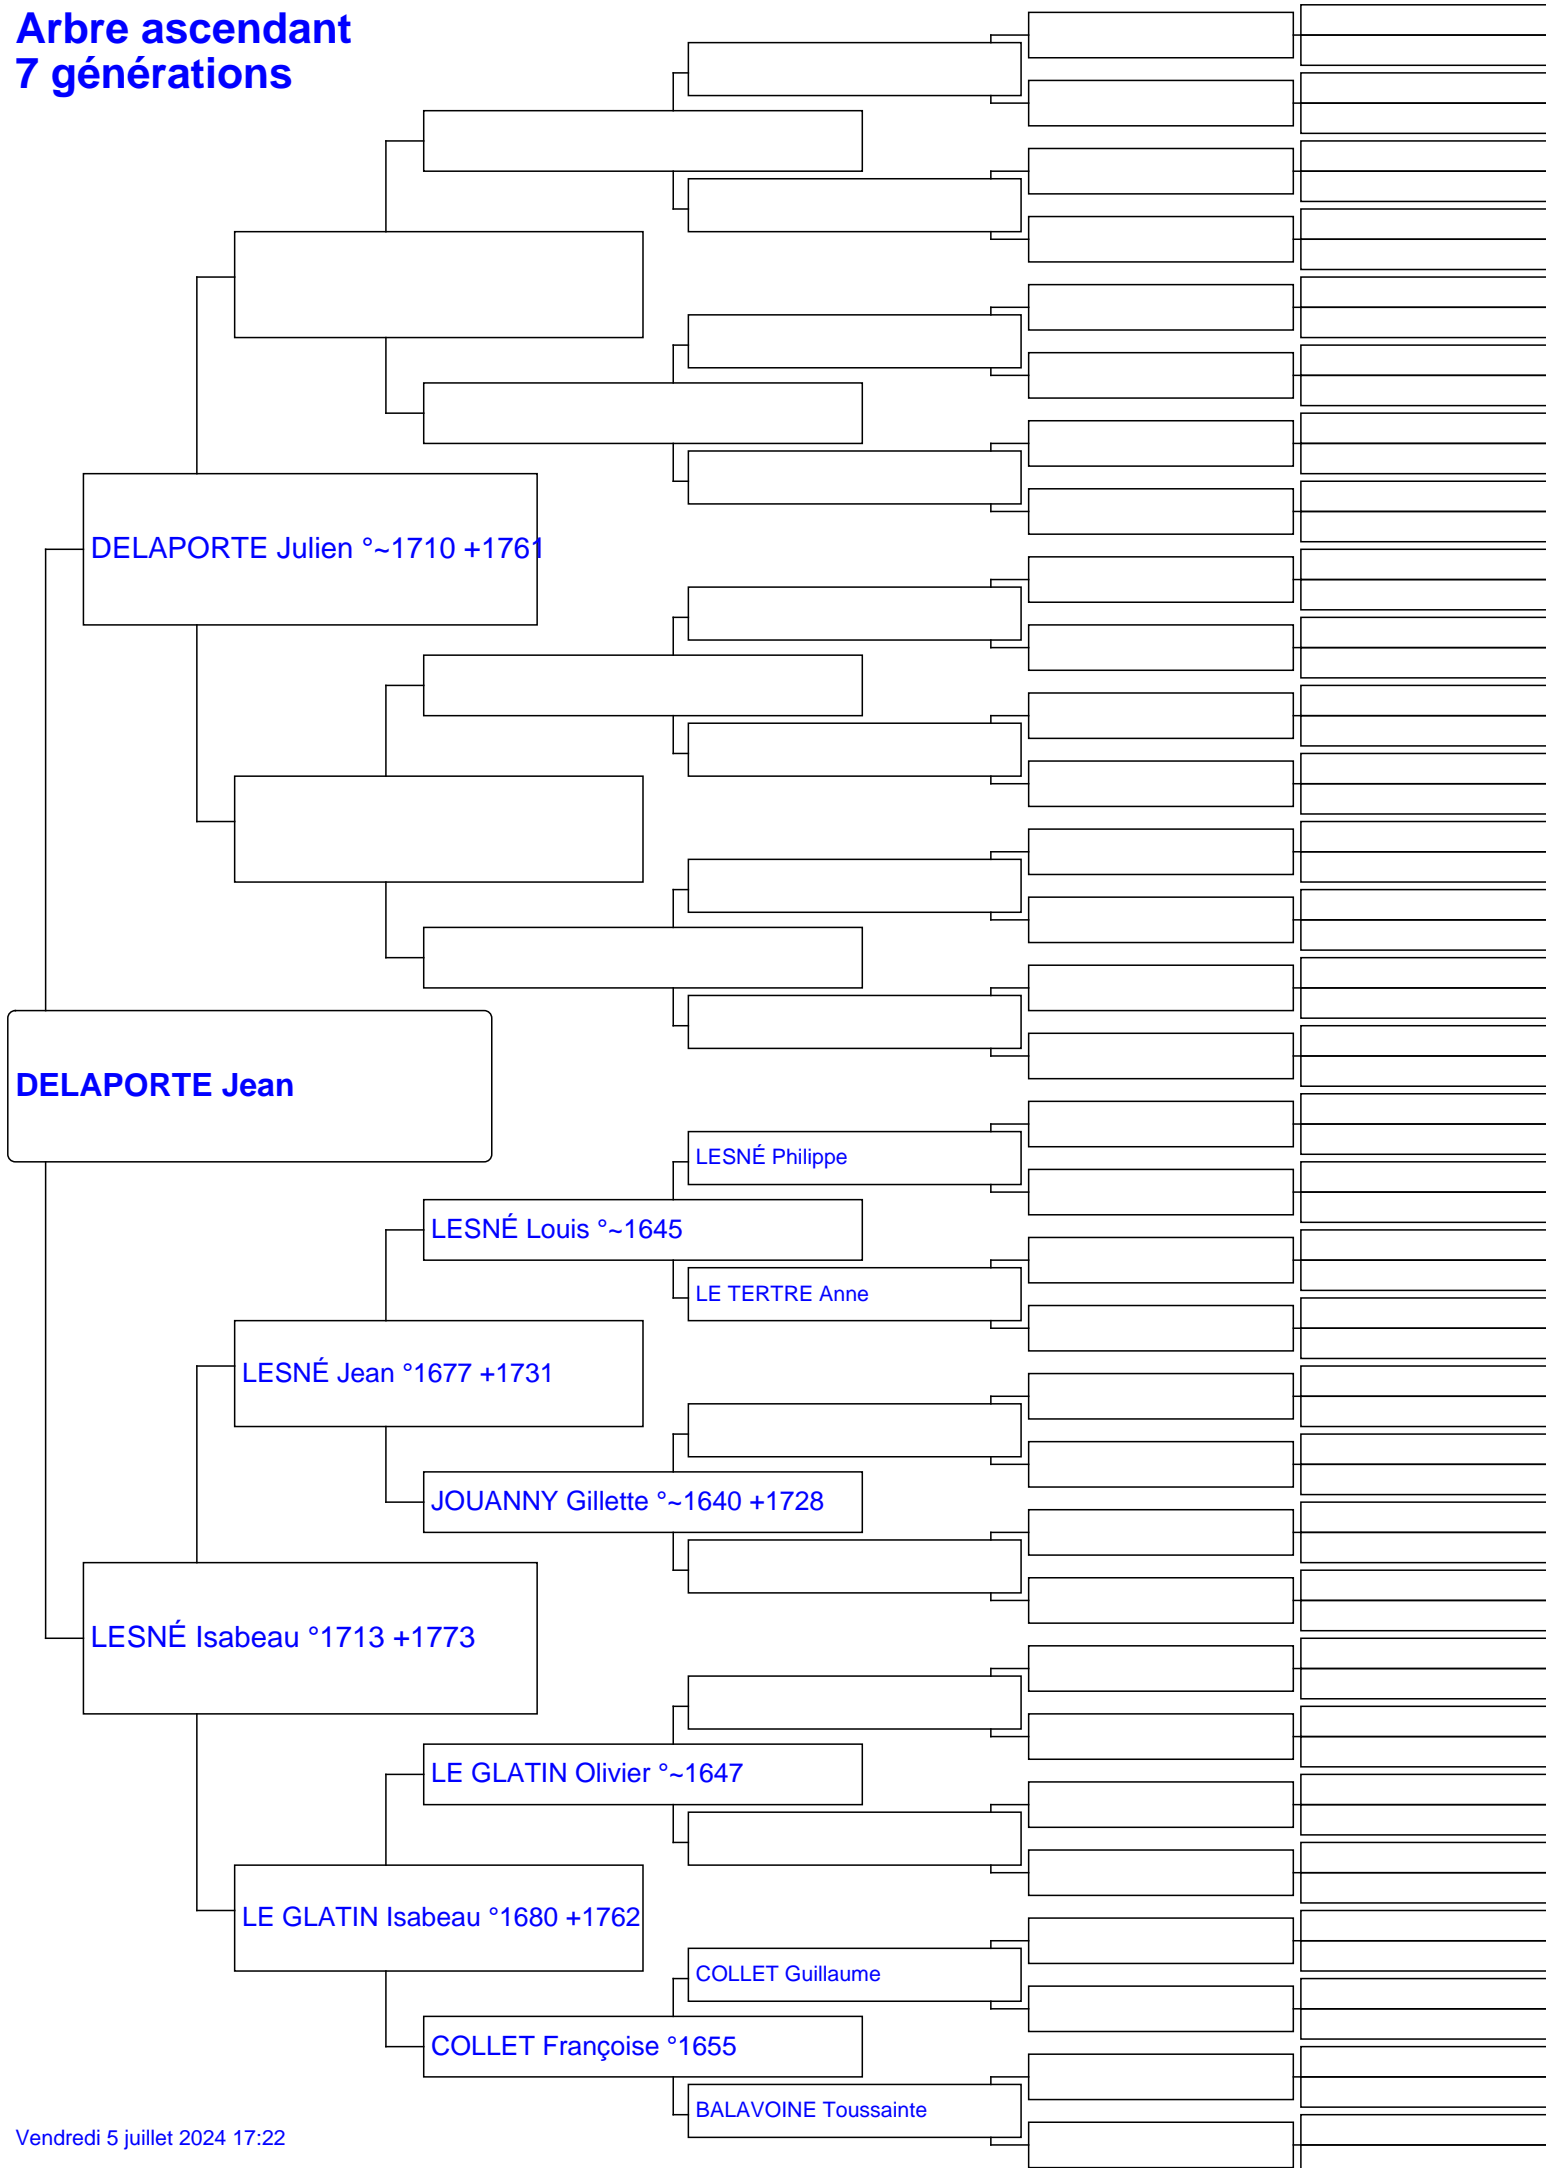 Arbre ascendant
7 générations
DELAPORTE Julien °~1710 +1761
DELAPORTE Jean
LESNÉ Philippe
LESNÉ Louis °~1645
LE TERTRE Anne
LESNÉ Jean °1677 +1731
JOUANNY Gillette °~1640 +1728
LESNÉ Isabeau °1713 +1773
LE GLATIN Olivier °~1647
LE GLATIN Isabeau °1680 +1762
COLLET Guillaume
COLLET Françoise °1655
BALAVOINE Toussainte
Vendredi 5 juillet 2024 17:22